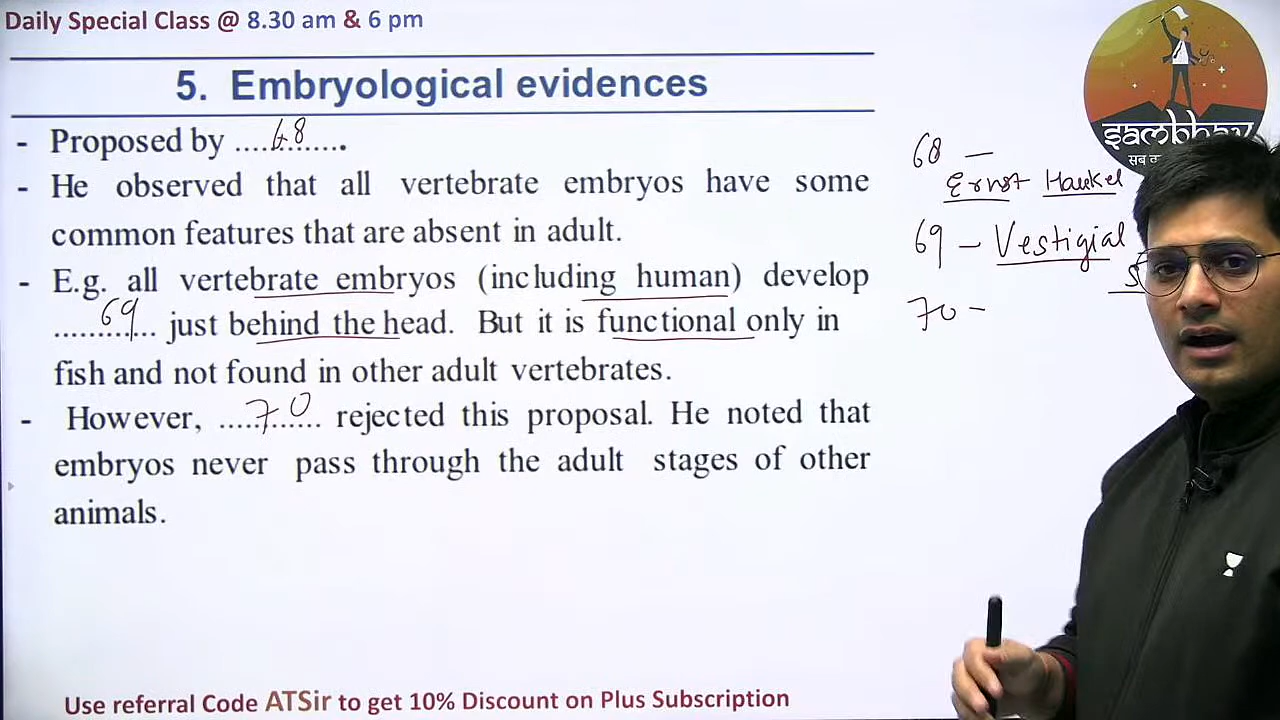 Daily Special Class @ 8.30 am & 6 pm
5. Embryological evidences
- Proposed by ....68.......
- He observed that all vertebrate embryos have some
common features that are absent in adult.
- E.g. all vertebrate embryos (including human) develop
....69.... just behind the head. But it is functional only in
fish and not found in other adult vertebrates.
- However, ....70...... rejected this proposal. He noted that
embryos never pass through the adult stages of other
animals.
68 -
Ernst Haukel
69 - Vestigial
70 -
sambhav
सब
Use referral Code ATSir to get 10% Discount on Plus Subscription